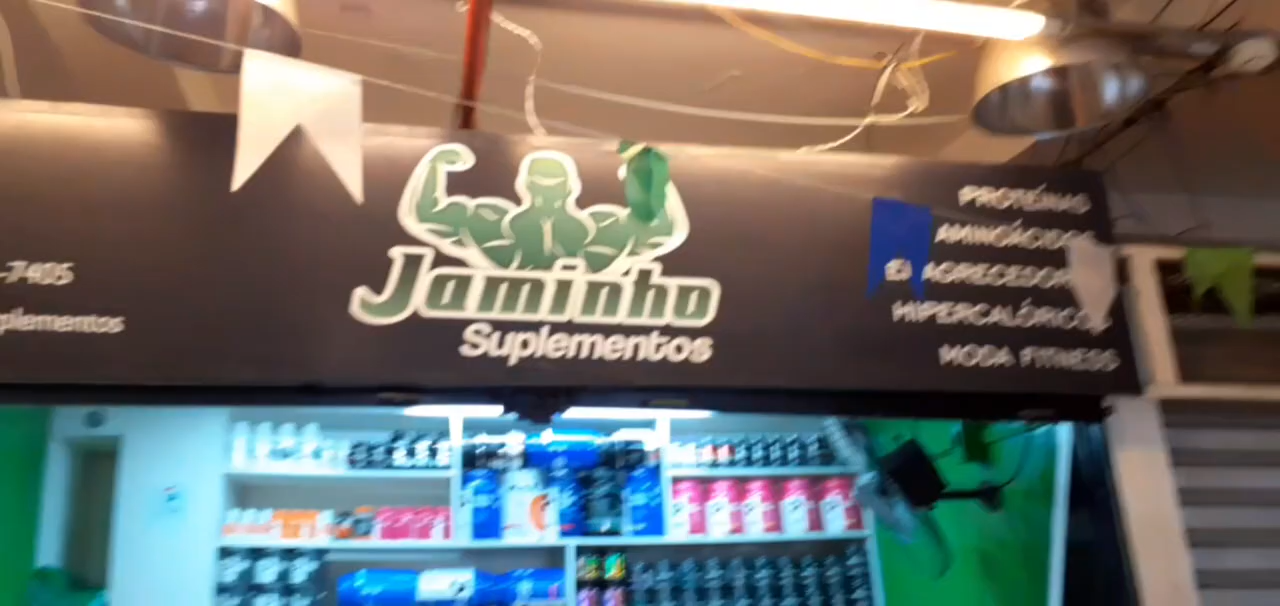 -7405
plementos
Jaminho
Suplementos
PROTEÍNAS
AMINOÁCIDOS
HIPERCALÓRICOS
MODA FITNESS